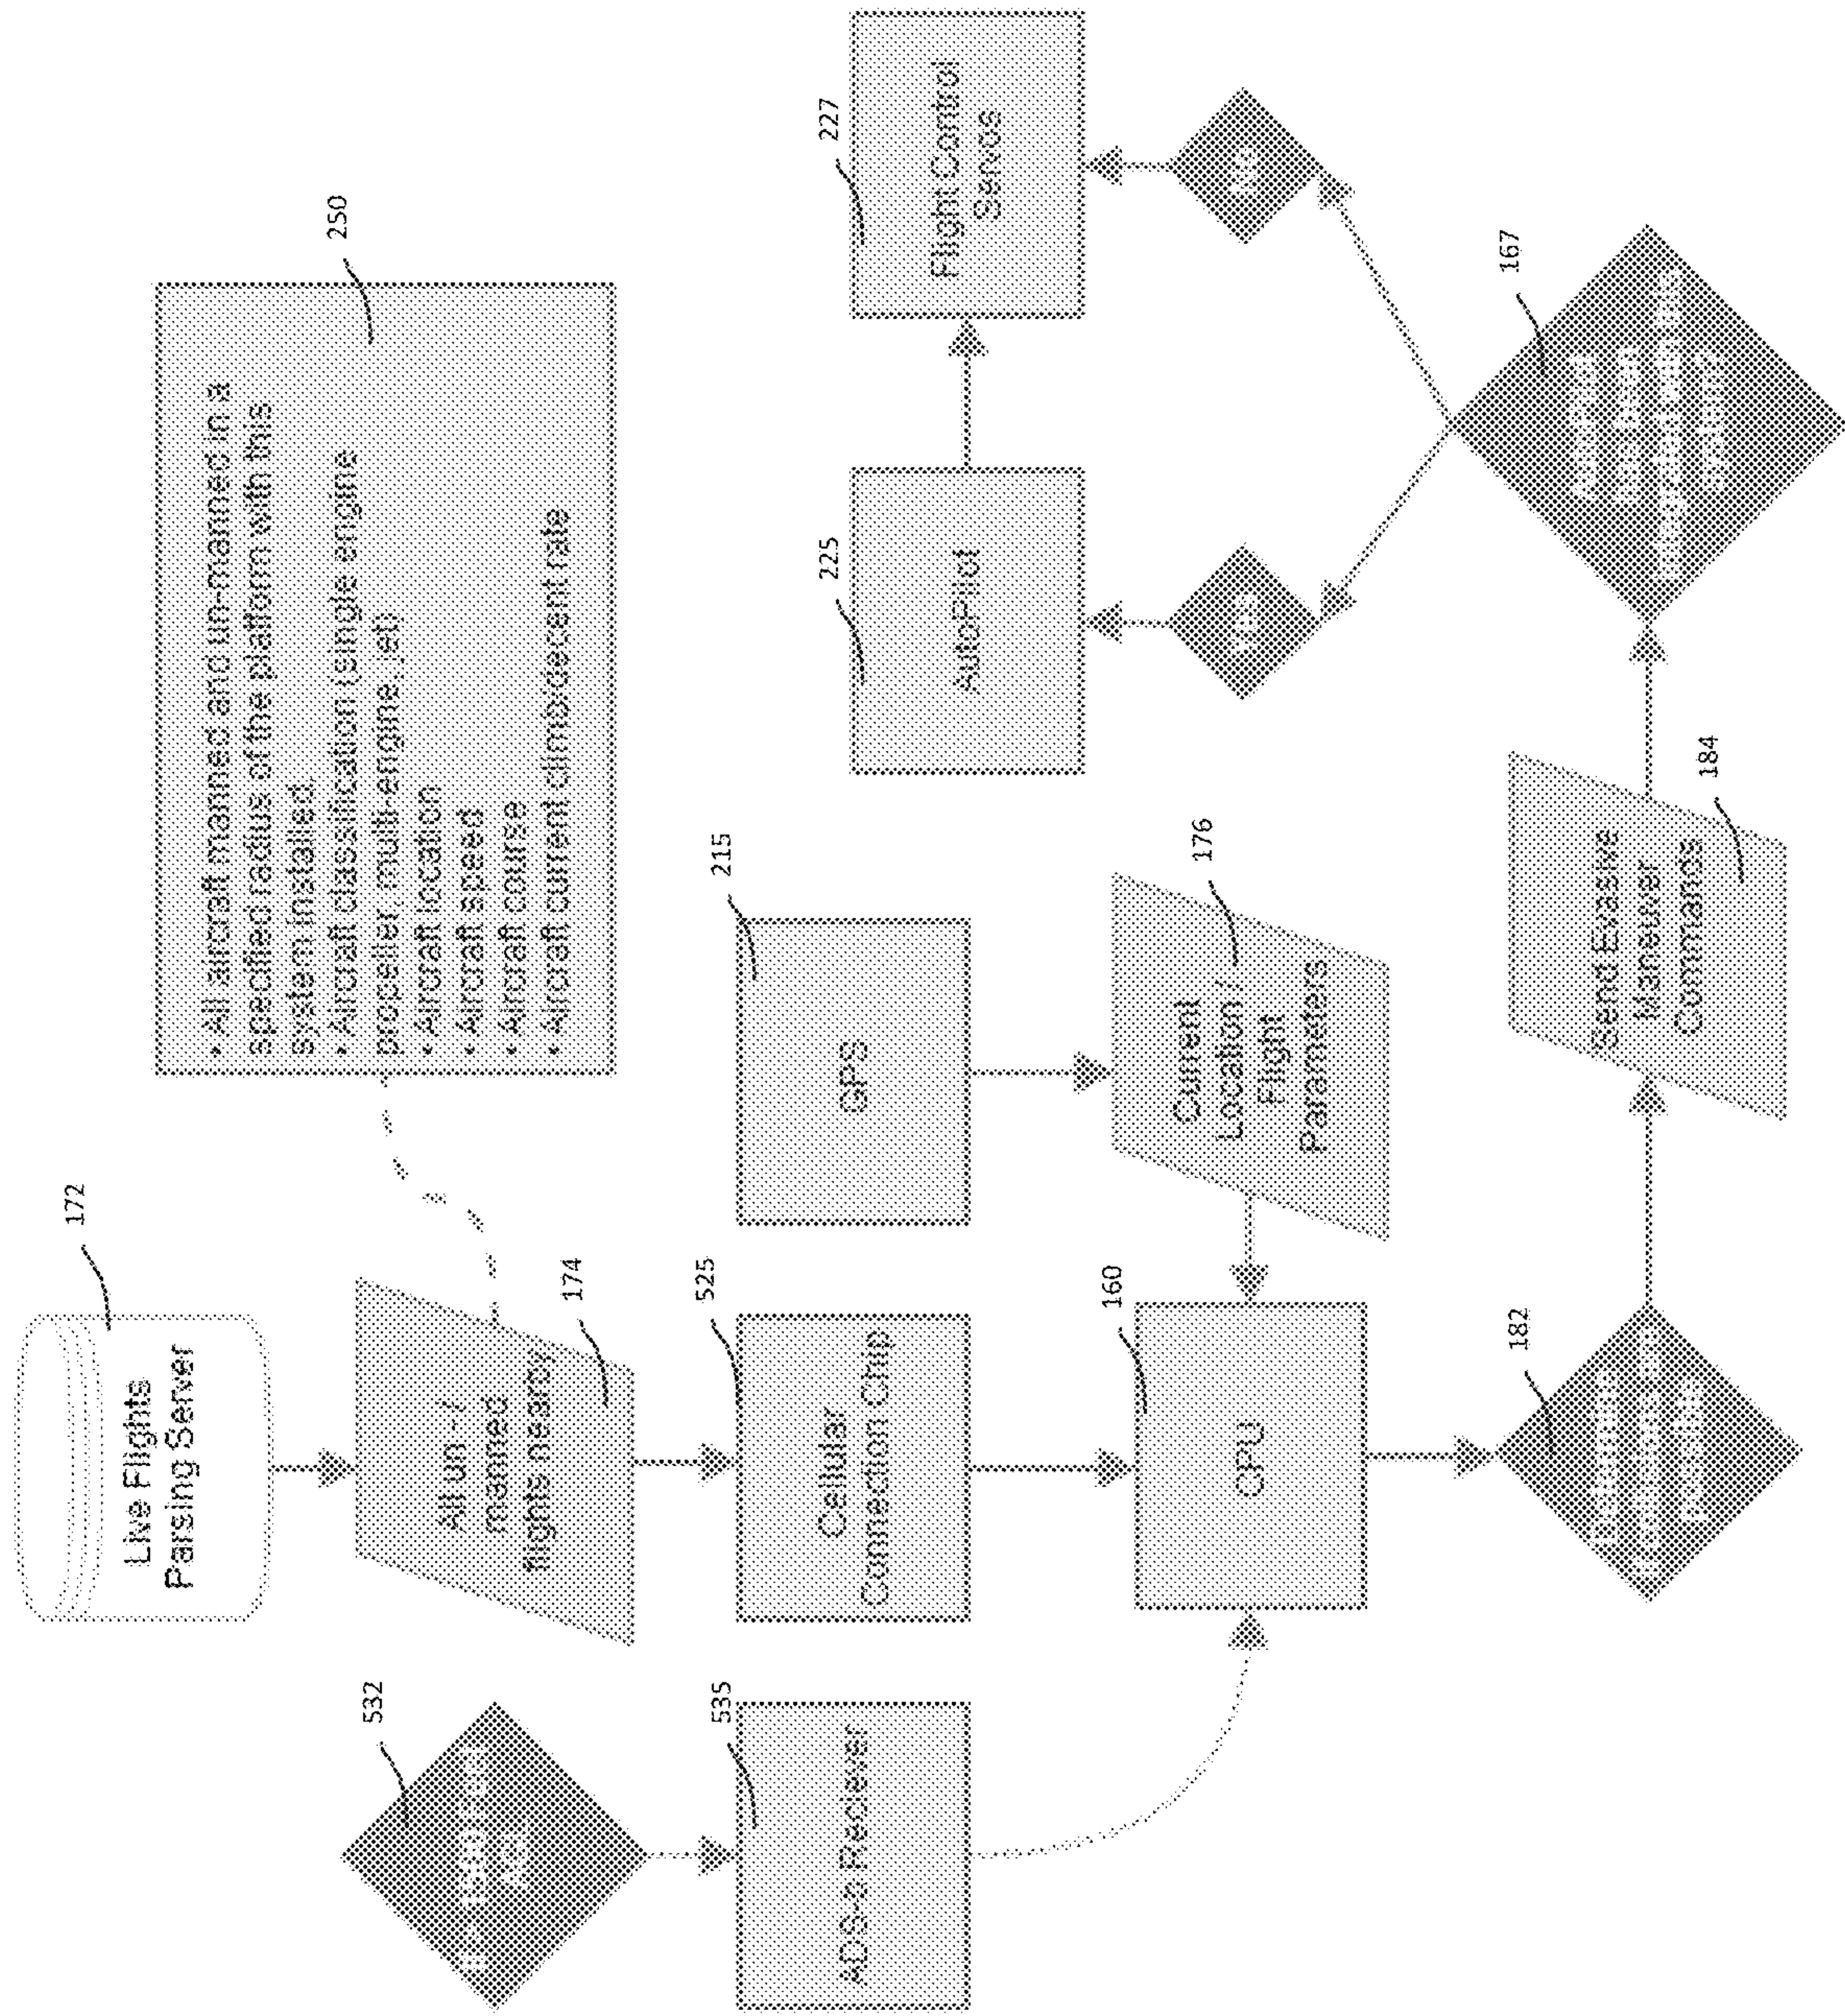 172
Live Flights
Parsing Server
532
All un- /
manned
flights nearby
174
250
• All aircraft manned and un-manned in a
specified radius of the platform with this
system installed.
• Aircraft classification (single engine
propeller, multi-engine, jet)
• Aircraft location
• Aircraft speed
• Aircraft course
• Aircraft current climb/decent rate
535
ADS-B Reciever
525
Cellular
Connection Chip
215
GPS
225
AutoPilot
227
Flight Control
Servos
160
CPU
176
Current
Location /
Flight
Parameters
Yes
No
182
184
Send Evasive
Maneuver
Commands
167